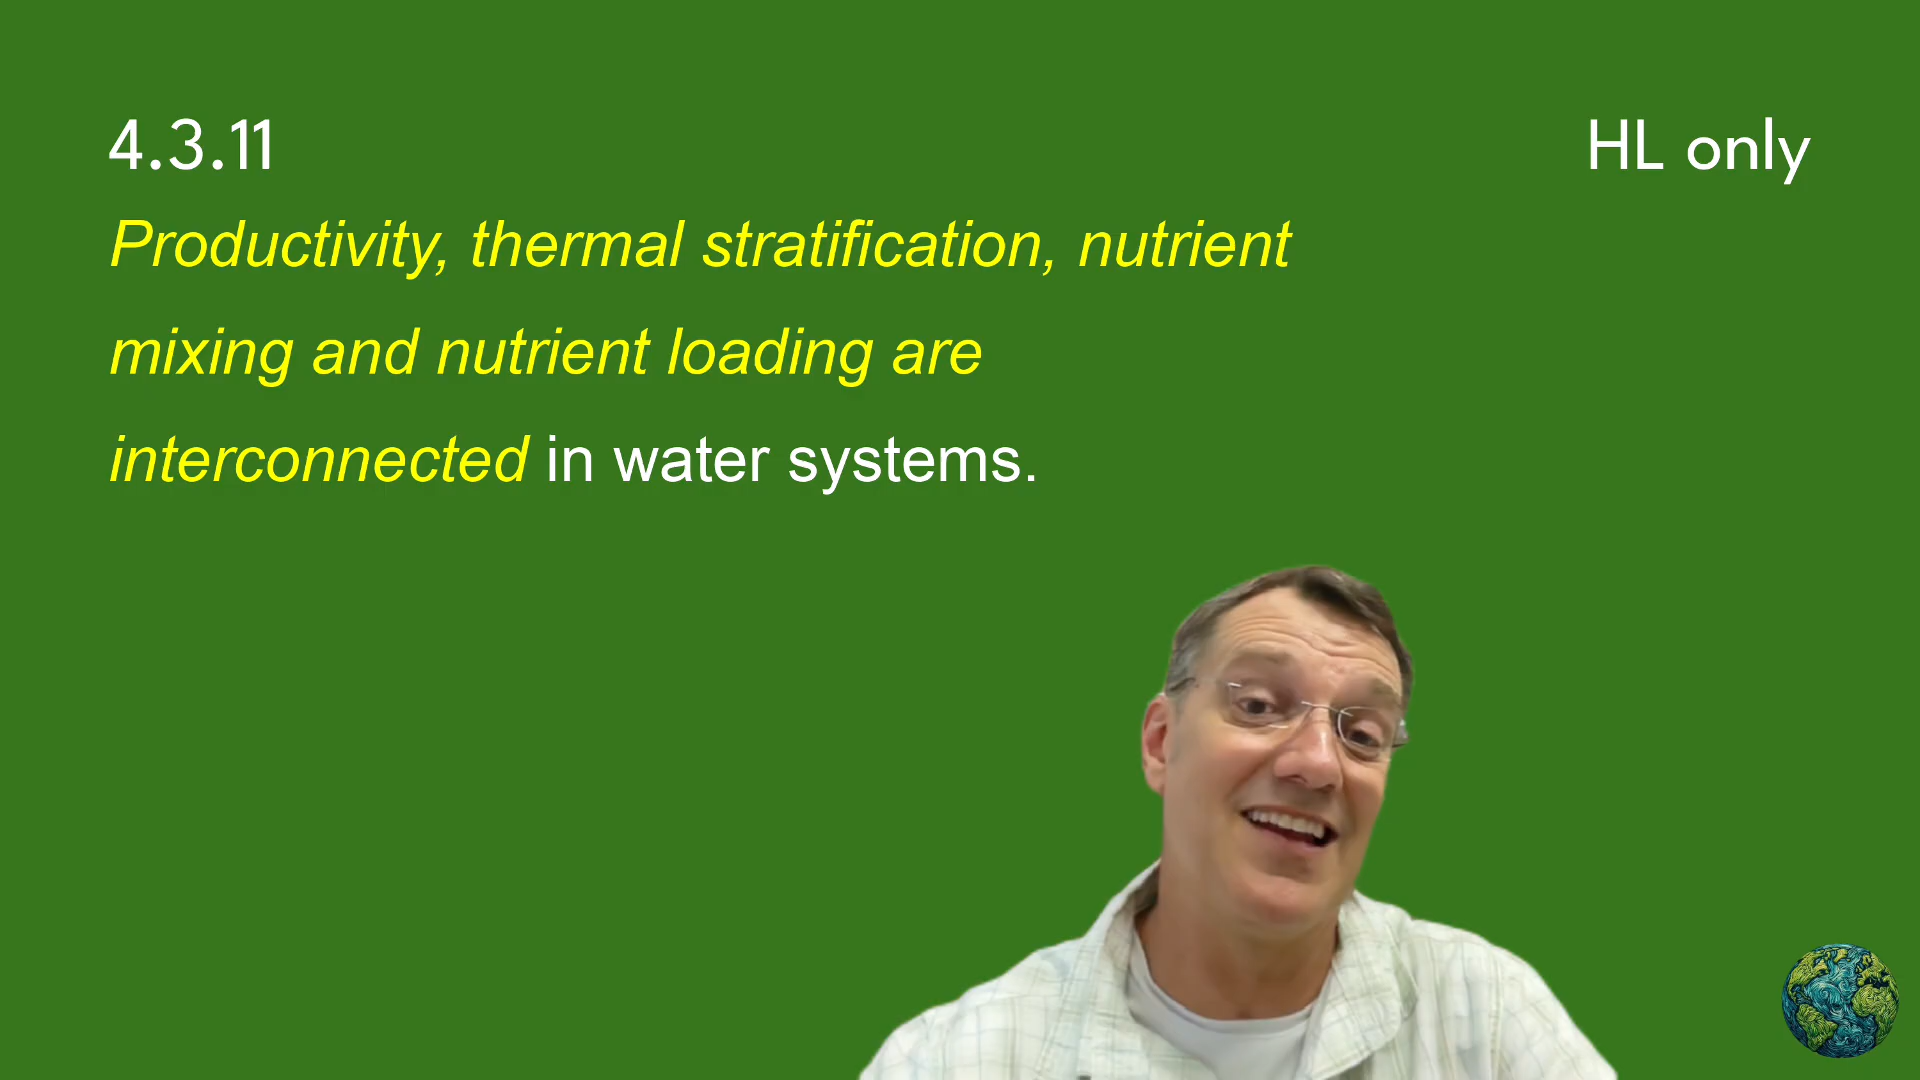 4.3.11
HL only
Productivity, thermal stratification, nutrient
mixing and nutrient loading are
interconnected in water systems.